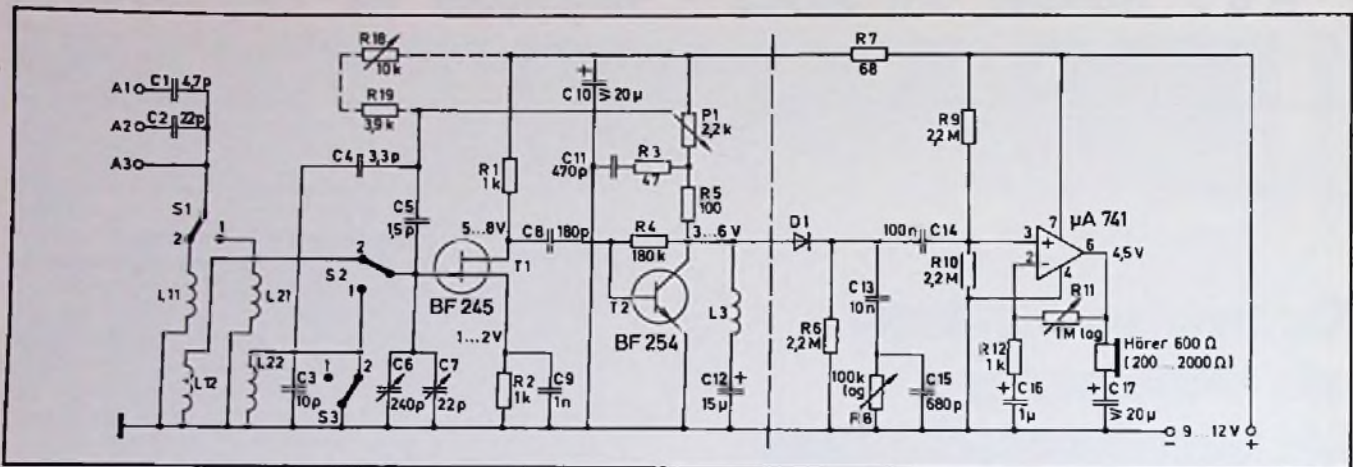 A1
C1
4,7p
A2
C2
22p
A3
S1
2
1
L11
L21
L12
L22
R18
10k
R19
3,9k
C4
3,3p
C5
1,5p
S2
2
1
C3
10p
1
2
S3
C6
240p
C7
22p
R1
1k
5...8V
T1
BF 245
1...2V
R2
1k
C9
1n
C8
180p
+
C10
≥ 20µ
C11
470p
R3
47
P1
2,2k
R5
100
R4
180k
3...6 V
T2
BF 254
L3
C12
+
15µ
R7
68
D1
R6
2,2M
C13
10n
100k
log
R8
C15
680p
100n
C14
R9
2,2M
R10
2,2M
µA 741
3
+
2
−
7
4
6
4,5V
R11
1M log
R12
1k
+
C16
1µ
Hörer 600 Ω
(200...2000Ω)
+
C17
≥ 20µ
−
9...12 V
+